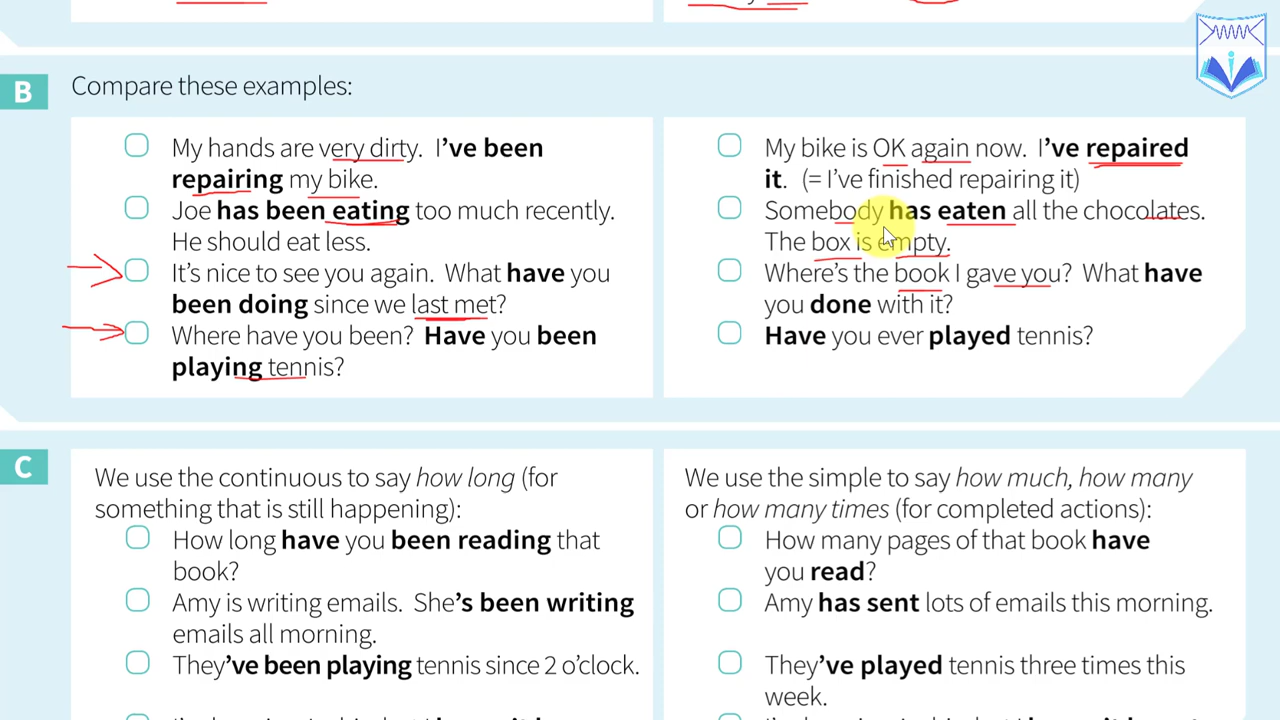 B
Compare these examples:
My hands are very dirty. I've been
repairing my bike.
Joe has been eating too much recently.
He should eat less.
It's nice to see you again. What have you
been doing since we last met?
Where have you been? Have you been
playing tennis?
My bike is OK again now. I've repaired
it. (= I've finished repairing it)
Somebody has eaten all the chocolates.
The box is empty.
Where's the book I gave you? What have
you done with it?
Have you ever played tennis?
C
We use the continuous to say how long (for
something that is still happening):
How long have you been reading that
book?
Amy is writing emails. She's been writing
emails all morning.
They've been playing tennis since 2 o'clock.
We use the simple to say how much, how many
or how many times (for completed actions):
How many pages of that book have
you read?
Amy has sent lots of emails this morning.
They've played tennis three times this
week.